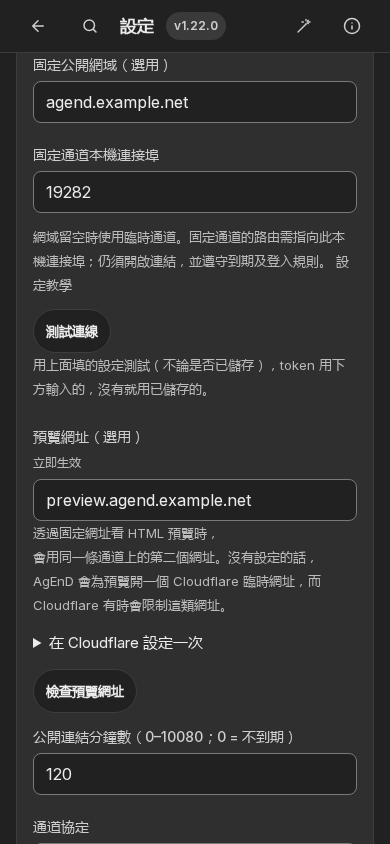 設定 v1.22.0
固定公開網域（選用）
agend.example.net
固定通道本機連接埠
19282
網域留空時使用臨時通道。固定通道的路由需指向此本
機連接埠；仍須開啟連結，並遵守到期及登入規則。 設
定教學
測試連線
用上面填的設定測試（不論是否已儲存），token 用下
方輸入的，沒有就用已儲存的。
預覽網址（選用）
立即生效
preview.agend.example.net
透過固定網址看 HTML 預覽時，
會用同一條通道上的第二個網址。沒有設定的話，
AgEnD 會為預覽開一個 Cloudflare 臨時網址，而
Cloudflare 有時會限制這類網址。
▶ 在 Cloudflare 設定一次
檢查預覽網址
公開連結分鐘數（0–10080；0 = 不到期）
120
通道協定